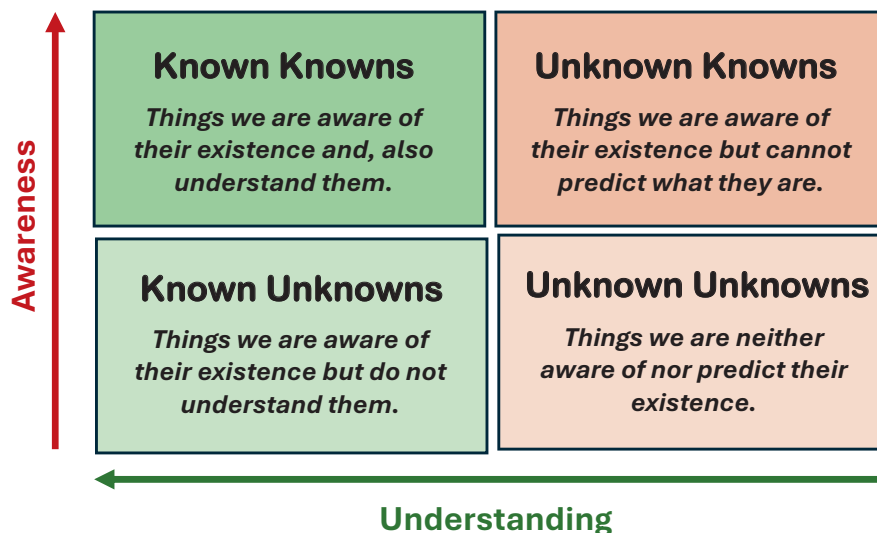 Awareness
Known Knowns
Things we are aware of
their existence and, also
understand them.
Unknown Knowns
Things we are aware of
their existence but cannot
predict what they are.
Known Unknowns
Things we are aware of
their existence but do not
understand them.
Unknown Unknowns
Things we are neither
aware of nor predict their
existence.
Understanding